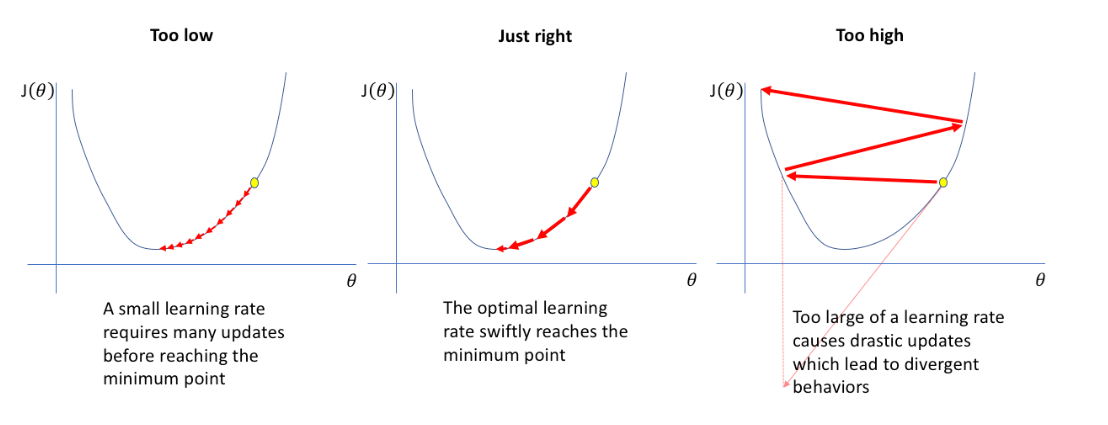 Too low
Just right
Too high
J(θ)
J(θ)
J(θ)
θ
θ
θ
A small learning rate
requires many updates
before reaching the
minimum point
The optimal learning
rate swiftly reaches the
minimum point
Too large of a learning rate
causes drastic updates
which lead to divergent
behaviors